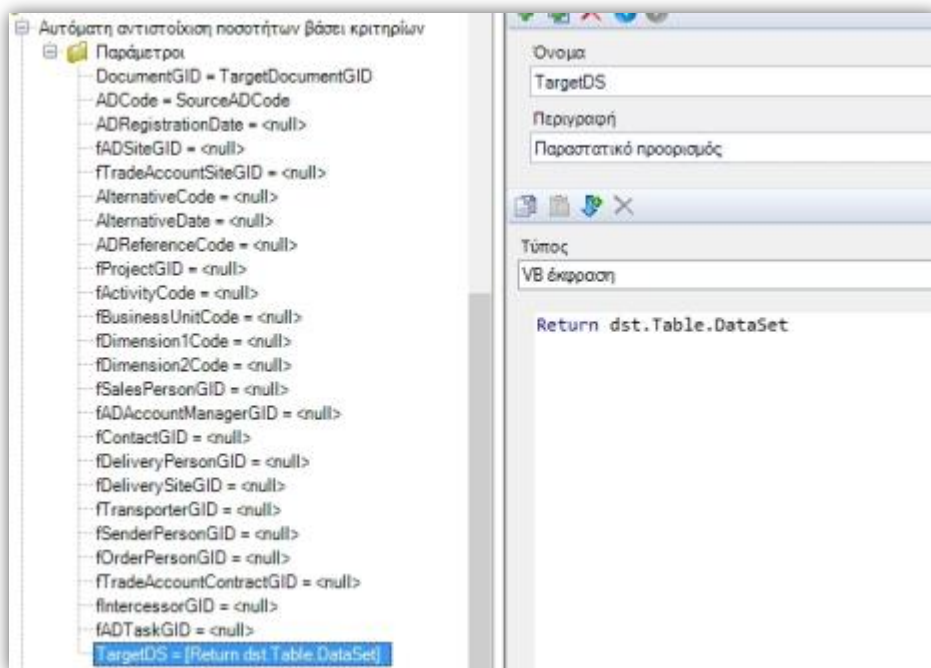 Αυτόματη αντιστοίχιση ποσοτήτων βάσει κριτηρίων
Παράμετροι
DocumentGID = TargetDocumentGID
ADCode = SourceADCode
ADRegistrationDate = <null>
fADSiteGID = <null>
fTradeAccountSiteGID = <null>
AlternativeCode = <null>
AlternativeDate = <null>
ADReferenceCode = <null>
fProjectGID = <null>
fActivityCode = <null>
fBusinessUnitCode = <null>
fDimension1Code = <null>
fDimension2Code = <null>
fSalesPersonGID = <null>
fADAccountManagerGID = <null>
fContactGID = <null>
fDeliveryPersonGID = <null>
fDeliverySiteGID = <null>
fTransporterGID = <null>
fSenderPersonGID = <null>
fOrderPersonGID = <null>
fTradeAccountContractGID = <null>
fIntercessorGID = <null>
fADTaskGID = <null>
TargetDS = [Return dst.Table.DataSet]
Όνομα
TargetDS
Περιγραφή
Παραστατικό προορισμός
Τύπος
VB έκφραση
Return dst.Table.DataSet